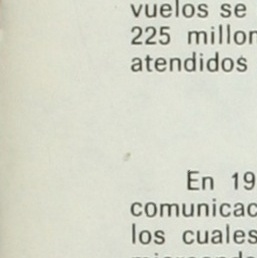 vuelos se
225 millon
atendidos
En 19
comunicac
los cuales